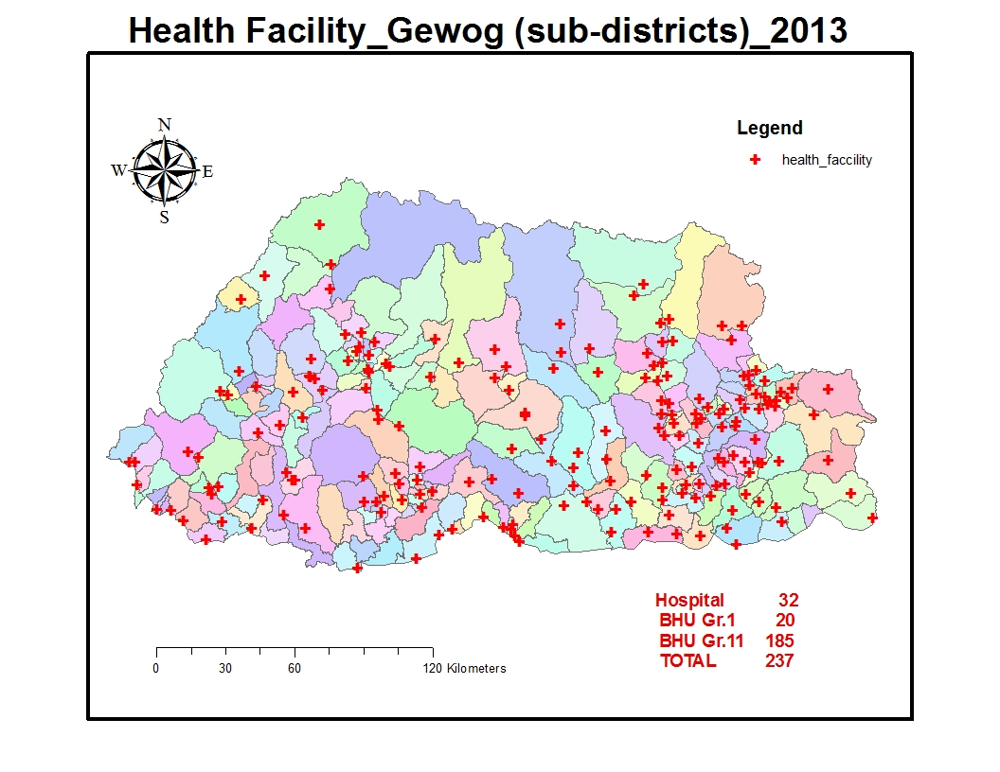 Health Facility_Gewog (sub-districts)_2013
N
W E
S
Legend
health_faccility
Hospital 32
BHU Gr.1 20
BHU Gr.11 185
TOTAL 237
0 30 60 120 Kilometers